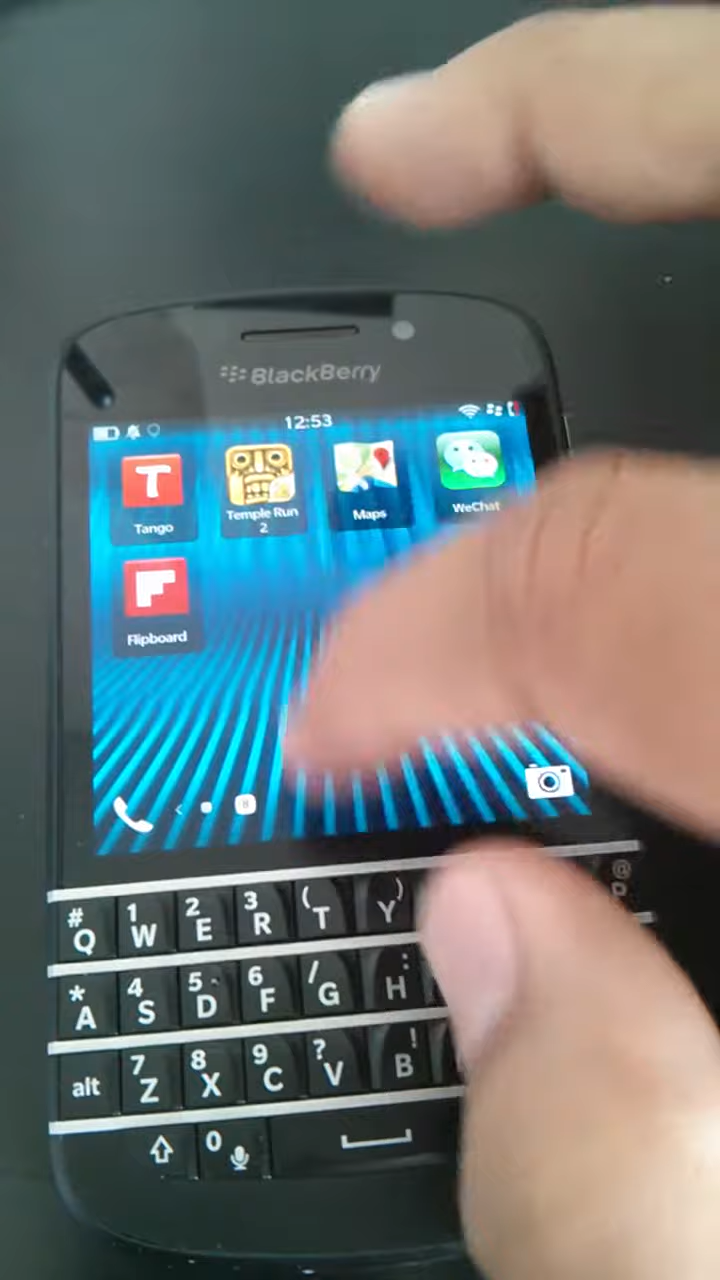 BlackBerry
12:53
Tango
Temple Run
2
Maps
WeChat
Flipboard
# Q 1 W 2 E 3 R ( T ) Y @
* A 4 S 5 D 6 F / G : H
alt 7 Z 8 X 9 C ? V ! B
0